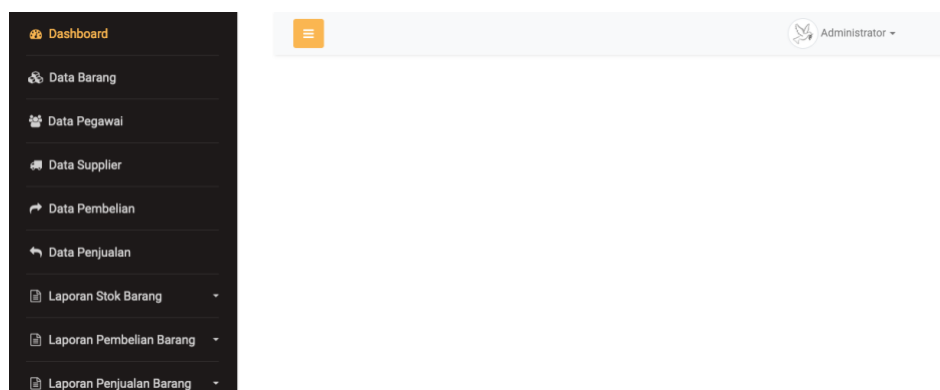 Dashboard
Administrator
Data Barang
Data Pegawai
Data Supplier
Data Pembelian
Data Penjualan
Laporan Stok Barang
Laporan Pembelian Barang
Laporan Penjualan Barang